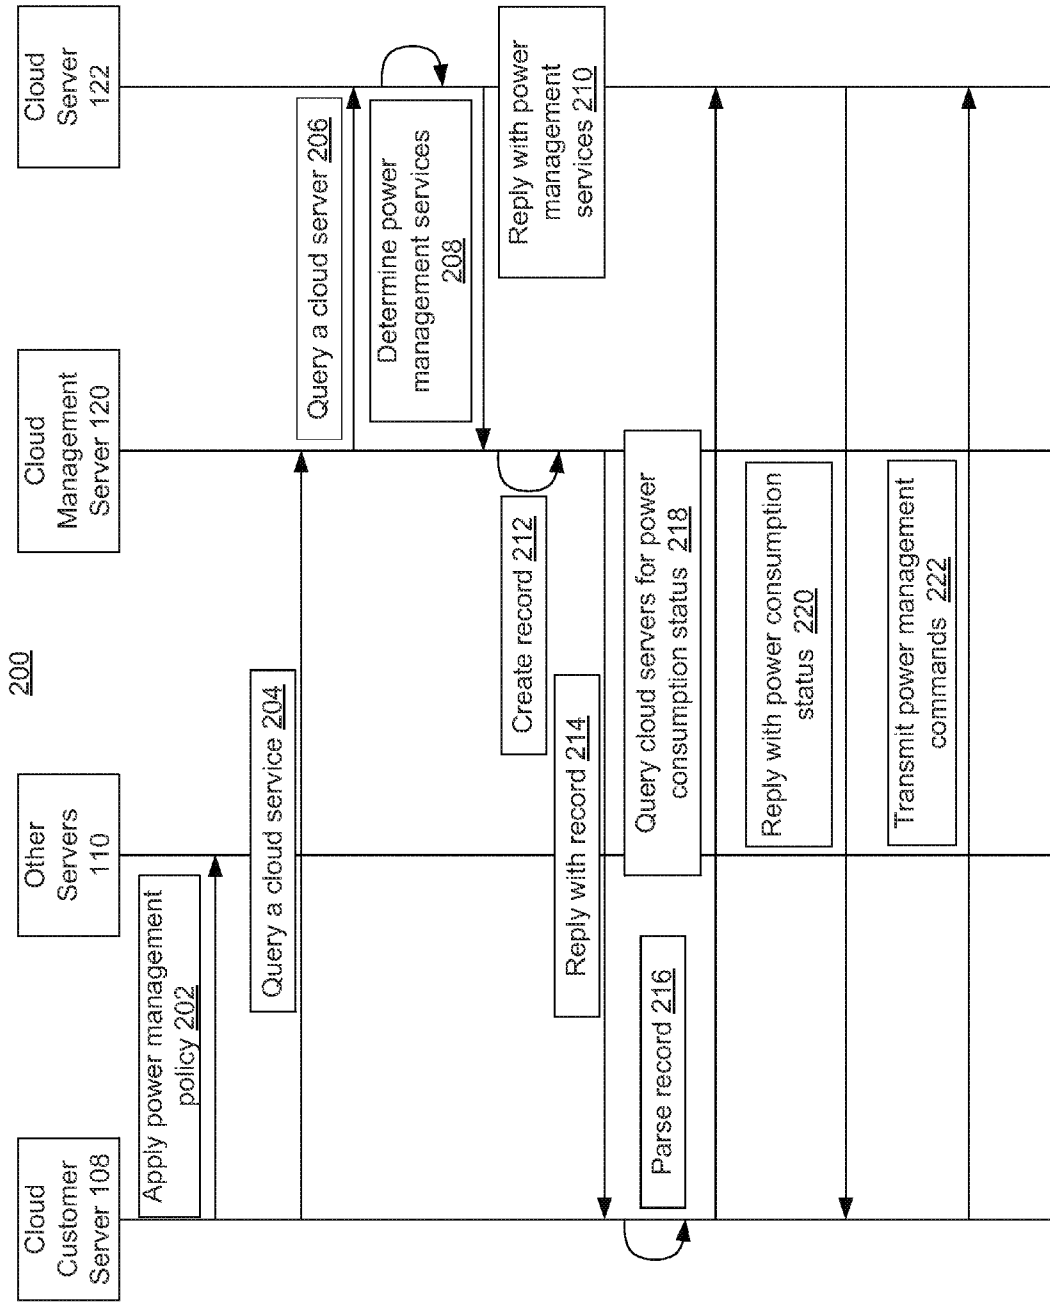 200
Cloud
Customer
Server 108
Other
Servers
110
Cloud
Management
Server 120
Cloud
Server
122
Apply power management
policy 202
Query a cloud service 204
Query a cloud server 206
Determine power
management services
208
Reply with power
management
services 210
Create record 212
Reply with record 214
Parse record 216
Query cloud servers for power
consumption status 218
Reply with power consumption
status 220
Transmit power management
commands 222